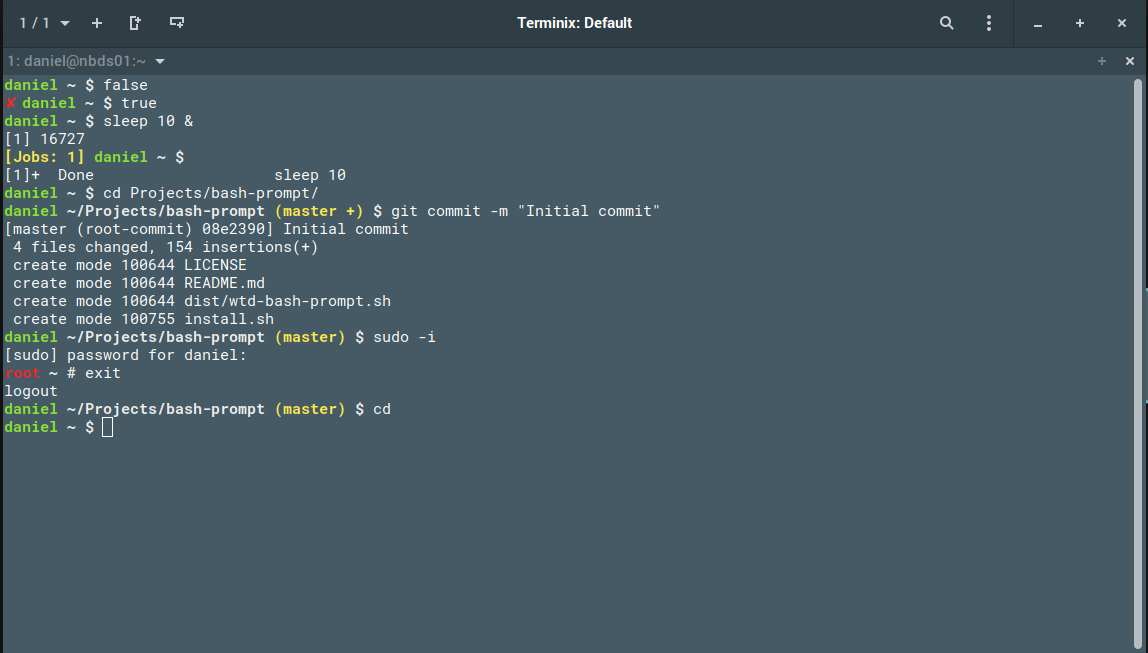 1 / 1 Terminix: Default
1: daniel@nbds01:~
daniel ~ $ false
✘ daniel ~ $ true
daniel ~ $ sleep 10 &
[1] 16727
[Jobs: 1] daniel ~ $
[1]+  Done                    sleep 10
daniel ~ $ cd Projects/bash-prompt/
daniel ~/Projects/bash-prompt (master +) $ git commit -m "Initial commit"
[master (root-commit) 08e2390] Initial commit
 4 files changed, 154 insertions(+)
 create mode 100644 LICENSE
 create mode 100644 README.md
 create mode 100644 dist/wtd-bash-prompt.sh
 create mode 100755 install.sh
daniel ~/Projects/bash-prompt (master) $ sudo -i
[sudo] password for daniel:
root ~ # exit
logout
daniel ~/Projects/bash-prompt (master) $ cd
daniel ~ $